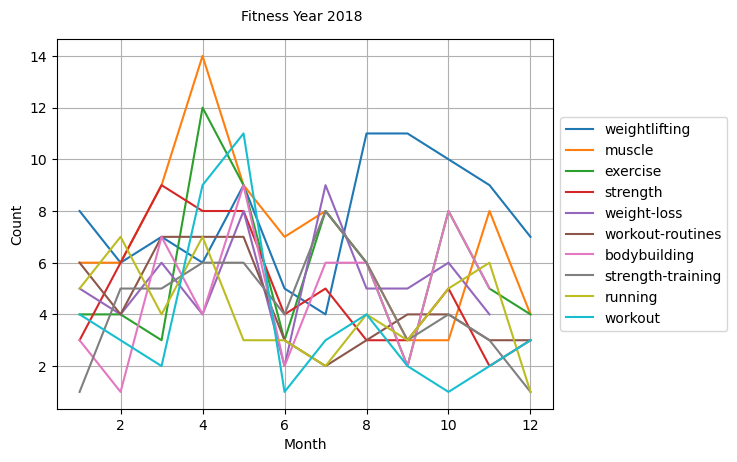 Fitness Year 2018
Count
14
12
10
8
6
4
2
2 4 6 8 10 12
Month
weightlifting
muscle
exercise
strength
weight-loss
workout-routines
bodybuilding
strength-training
running
workout